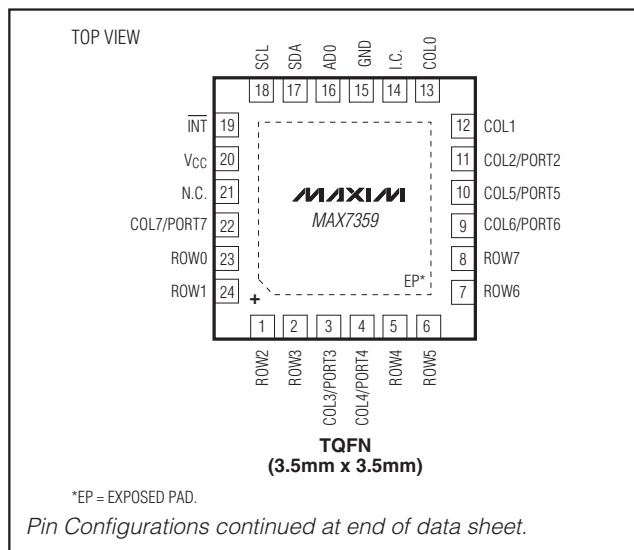 TOP VIEW
SCL
SDA
AD0
GND
I.C.
COL0
18
17
16
15
14
13
INT
19
VCC
20
N.C.
21
COL7/PORT7
22
ROW0
23
ROW1
24
12
COL1
11
COL2/PORT2
10
COL5/PORT5
9
COL6/PORT6
8
ROW7
7
ROW6
MAXIM
MAX7359
EP*
+
1
2
3
4
5
6
ROW2
ROW3
COL3/PORT3
COL4/PORT4
ROW4
ROW5
TQFN
(3.5mm x 3.5mm)
*EP = EXPOSED PAD.
Pin Configurations continued at end of data sheet.